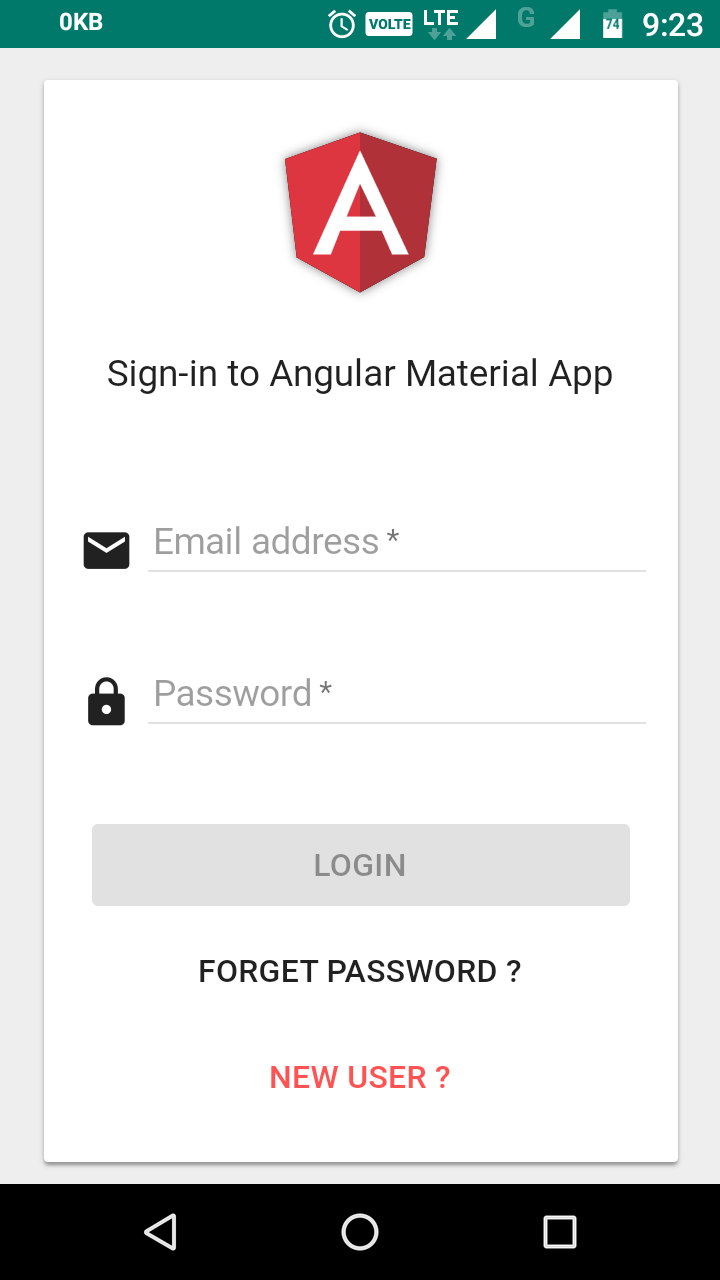 0KB VOLTE LTE G 74 9:23
A
Sign-in to Angular Material App
Email address *
Password *
LOGIN
FORGET PASSWORD ?
NEW USER ?